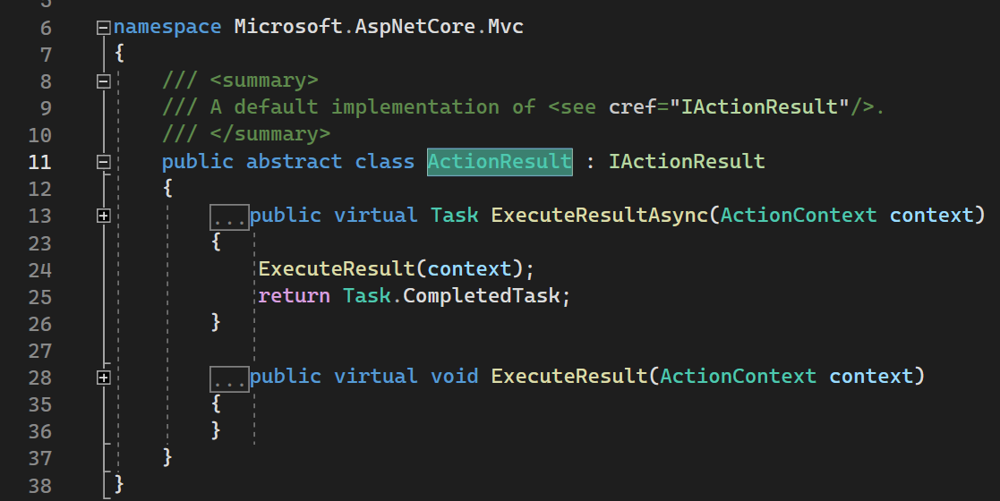 5
6 namespace Microsoft.AspNetCore.Mvc
7 {
8 /// <summary>
9 /// A default implementation of <see cref="IActionResult"/>.
10 /// </summary>
11 public abstract class ActionResult : IActionResult
12 {
13 ...public virtual Task ExecuteResultAsync(ActionContext context)
23 {
24 ExecuteResult(context);
25 return Task.CompletedTask;
26 }
27
28 ...public virtual void ExecuteResult(ActionContext context)
35 {
36 }
37 }
38 }